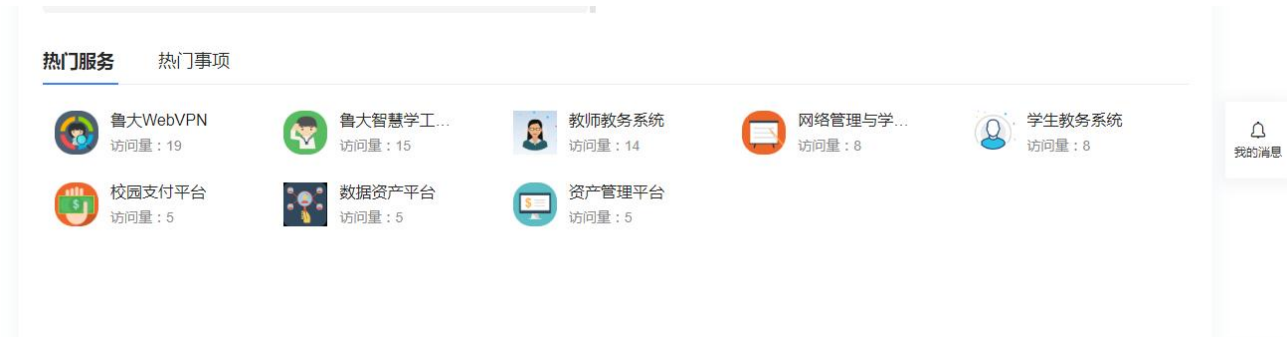 热门服务 热门事项
鲁大WebVPN 鲁大智慧学工... 教师教务系统 网络管理与学... 学生教务系统
访问量：19 访问量：15 访问量：14 访问量：8 访问量：8
我的消息
校园支付平台 数据资产平台 资产管理平台
访问量：5 访问量：5 访问量：5